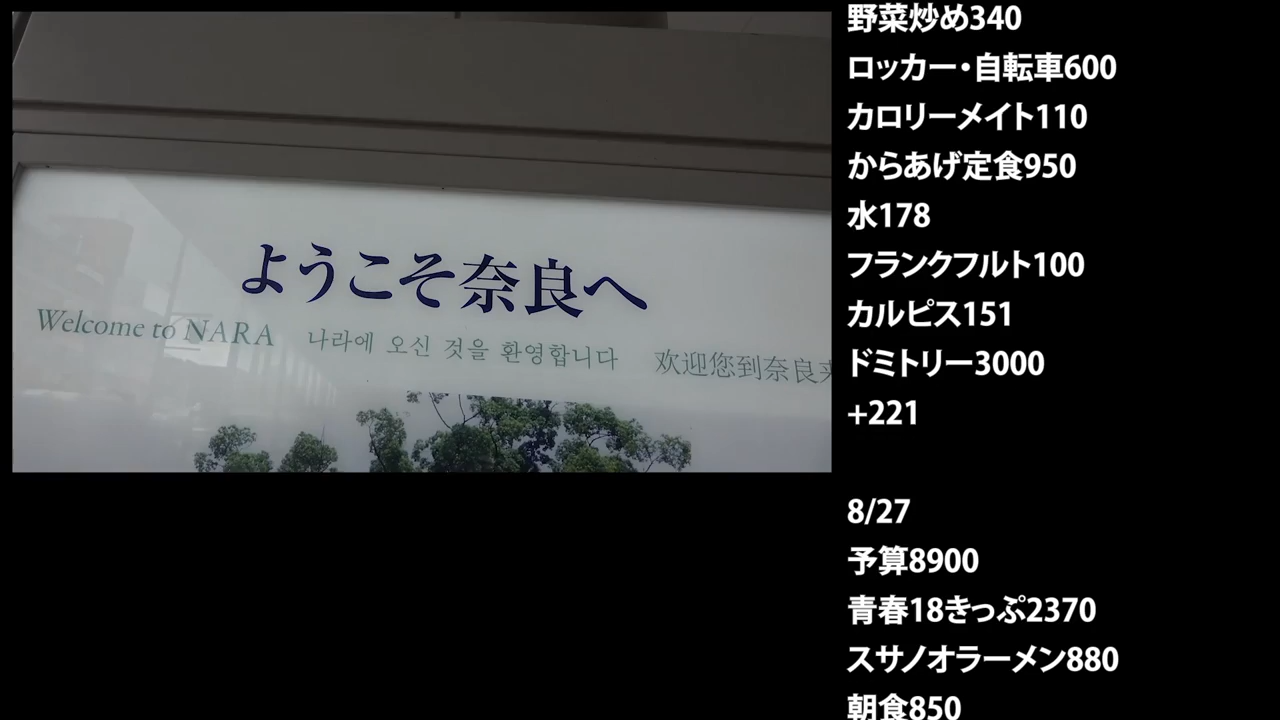 ようこそ奈良へ
Welcome to NARA 나라에 오신 것을 환영합니다 欢迎您到奈良来
野菜炒め340
ロッカー・自転車600
カロリーメイト110
からあげ定食950
水178
フランクフルト100
カルピス151
ドミトリー3000
+221
8/27
予算8900
青春18きっぷ2370
スサノオラーメン880
朝食850